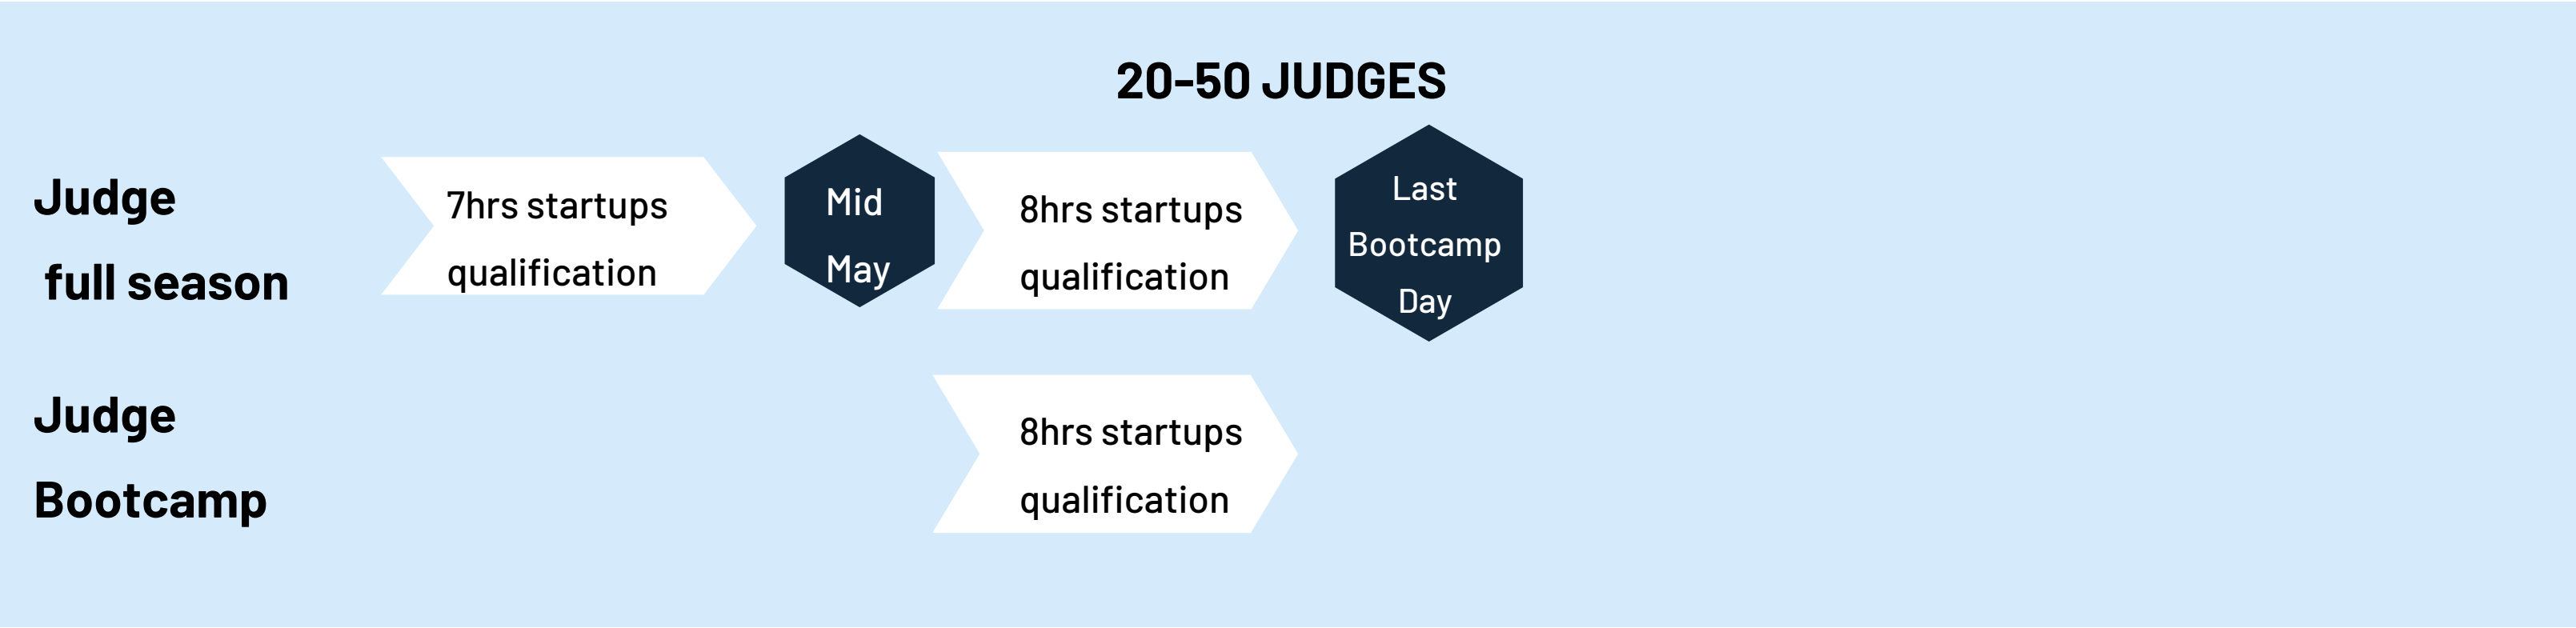 20-50 JUDGES
Judge
full season
7hrs startups
qualification
Mid
May
8hrs startups
qualification
Last
Bootcamp
Day
Judge
Bootcamp
8hrs startups
qualification